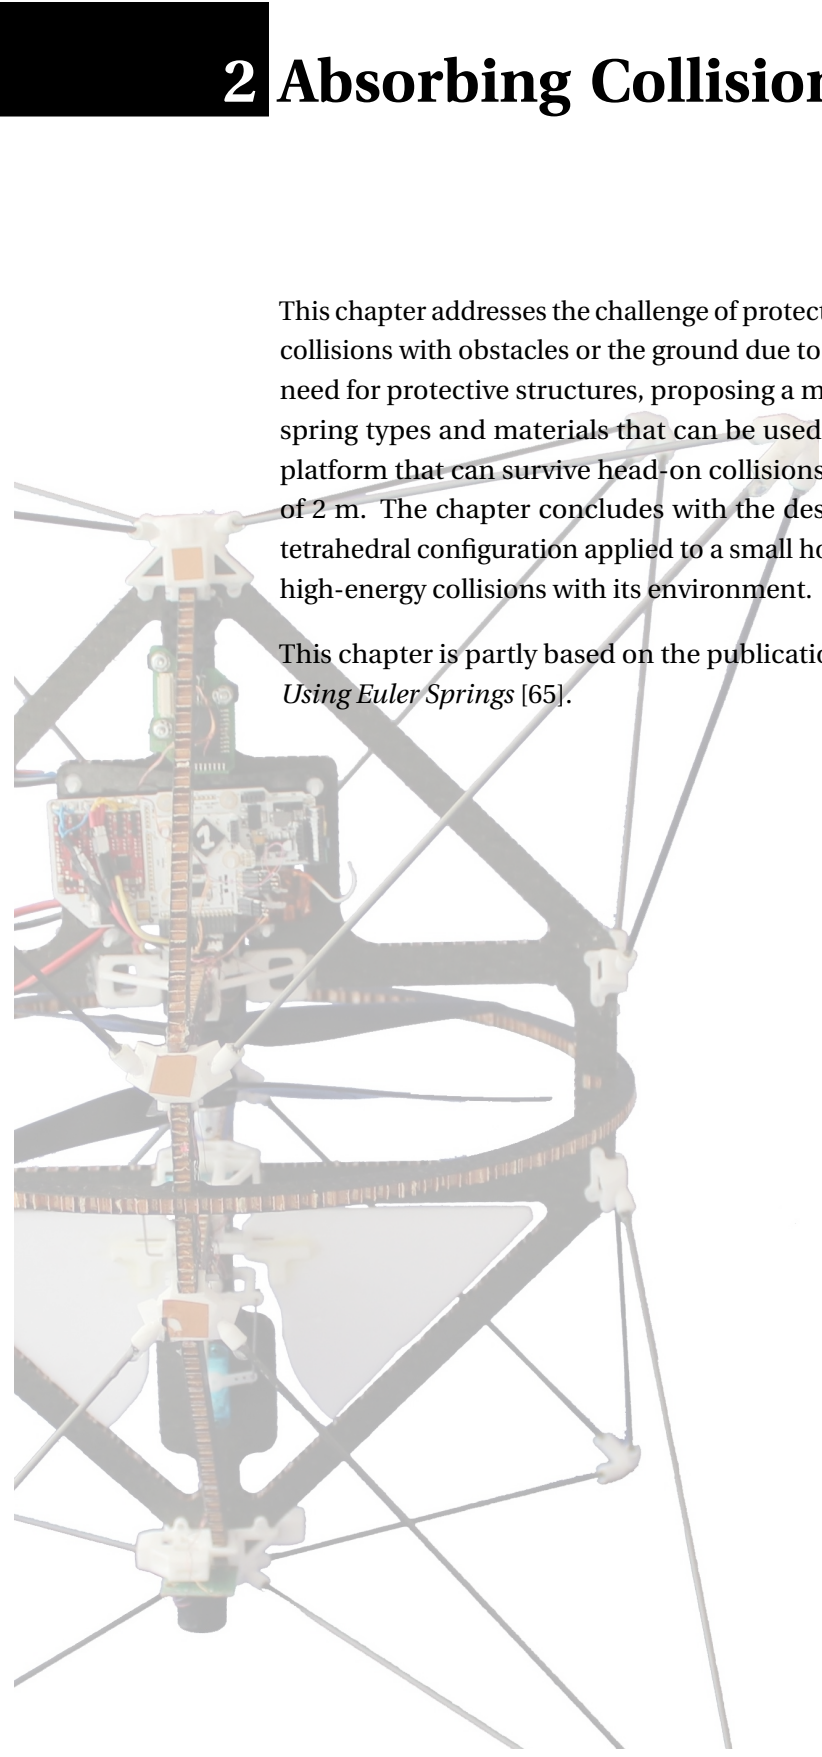 2 Absorbing Collision
This chapter addresses the challenge of protect
collisions with obstacles or the ground due to
need for protective structures, proposing a m
spring types and materials that can be used
platform that can survive head-on collisions
of 2 m. The chapter concludes with the des
tetrahedral configuration applied to a small ho
high-energy collisions with its environment.
This chapter is partly based on the publicatio
Using Euler Springs [65].
1